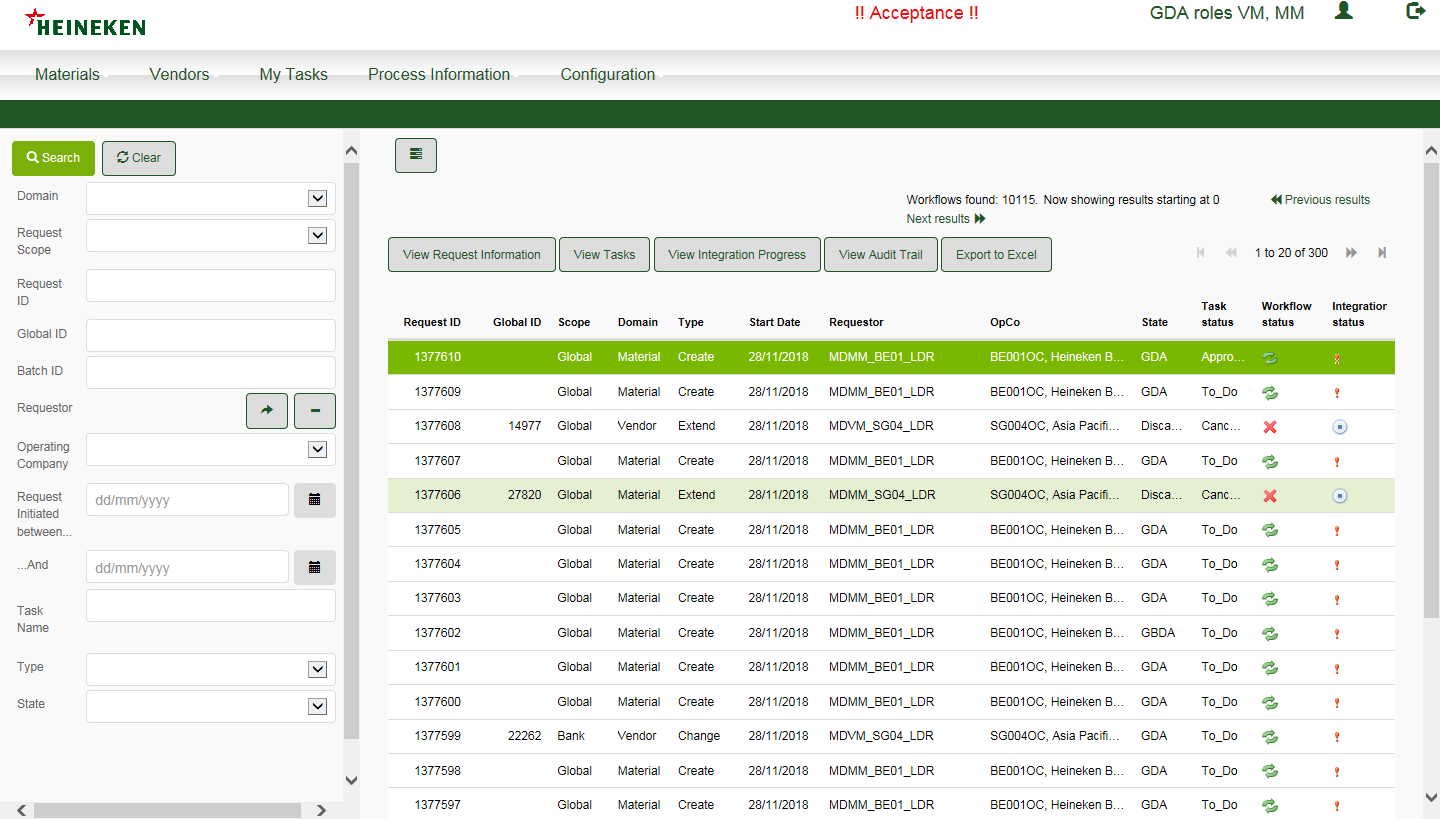 HEINEKEN
!! Acceptance !!
GDA roles VM, MM
Materials Vendors My Tasks Process Information Configuration
Search Clear
Domain
Request Scope
Request ID
Global ID
Batch ID
Requestor
Operating Company
Request Initiated between...
dd/mm/yyyy
...And
dd/mm/yyyy
Task Name
Type
State
Workflows found: 10115. Now showing results starting at 0
Previous results
Next results
View Request Information View Tasks View Integration Progress View Audit Trail Export to Excel
1 to 20 of 300
Request ID Global ID Scope Domain Type Start Date Requestor OpCo State Task status Workflow status Integration status
1377610 Global Material Create 28/11/2018 MDMM_BE01_LDR BE001OC, Heineken B... GDA Appro...
1377609 Global Material Create 28/11/2018 MDMM_BE01_LDR BE001OC, Heineken B... GDA To_Do
1377608 14977 Global Vendor Extend 28/11/2018 MDVM_SG04_LDR SG004OC, Asia Pacifi... Disca... Canc...
1377607 Global Material Create 28/11/2018 MDMM_BE01_LDR BE001OC, Heineken B... GDA To_Do
1377606 27820 Global Material Extend 28/11/2018 MDMM_SG04_LDR SG004OC, Asia Pacifi... Disca... Canc...
1377605 Global Material Create 28/11/2018 MDMM_BE01_LDR BE001OC, Heineken B... GDA To_Do
1377604 Global Material Create 28/11/2018 MDMM_BE01_LDR BE001OC, Heineken B... GDA To_Do
1377603 Global Material Create 28/11/2018 MDMM_BE01_LDR BE001OC, Heineken B... GDA To_Do
1377602 Global Material Create 28/11/2018 MDMM_BE01_LDR BE001OC, Heineken B... GBDA To_Do
1377601 Global Material Create 28/11/2018 MDMM_BE01_LDR BE001OC, Heineken B... GDA To_Do
1377600 Global Material Create 28/11/2018 MDMM_BE01_LDR BE001OC, Heineken B... GDA To_Do
1377599 22262 Bank Vendor Change 28/11/2018 MDVM_SG04_LDR SG004OC, Asia Pacifi... GDA To_Do
1377598 Global Material Create 28/11/2018 MDMM_BE01_LDR BE001OC, Heineken B... GDA To_Do
1377597 Global Material Create 28/11/2018 MDMM_BE01_LDR BE001OC, Heineken B... GDA To_Do